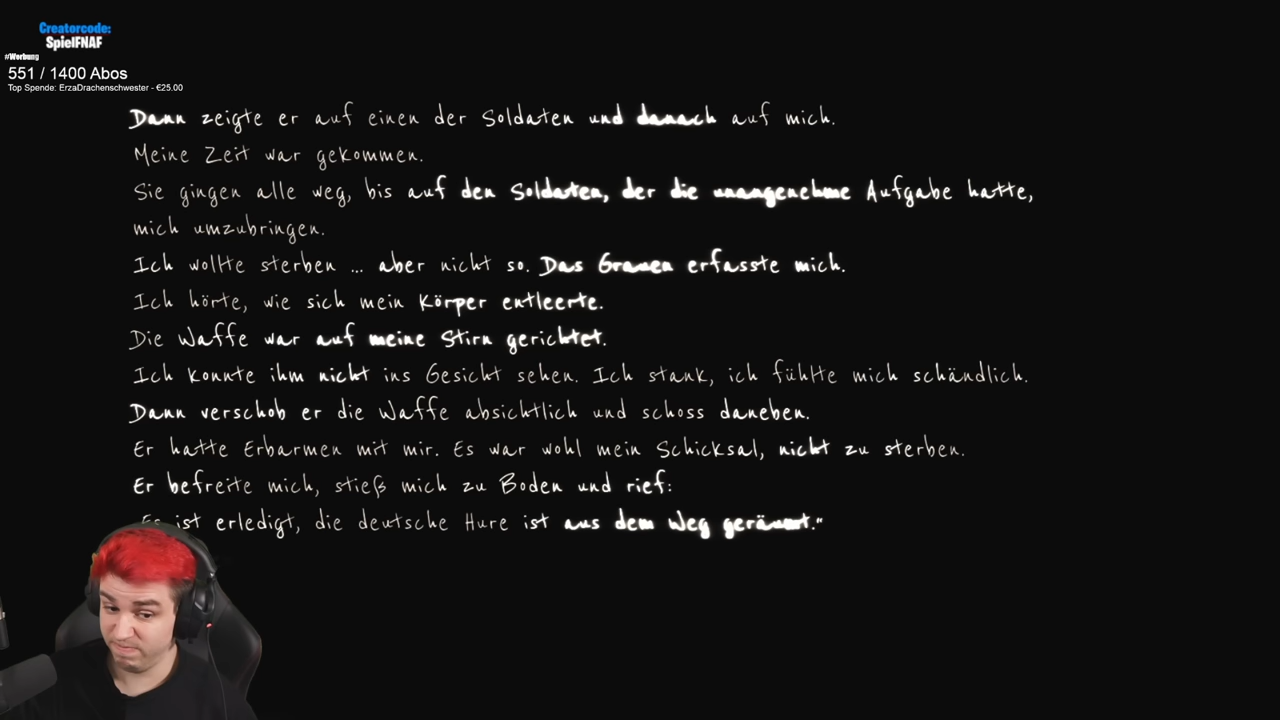 Creatorcode:
SpielFNAF
#Werbung
551 / 1400 Abos
Top Spende: ErzaDrachenschwester - €25.00
Dann zeigte er auf einen der Soldaten und danach auf mich.
Meine Zeit war gekommen.
Sie gingen alle weg, bis auf den Soldaten, der die unangenehme Aufgabe hatte,
mich umzubringen.
Ich wollte sterben ... aber nicht so. Das Grauen erfasste mich.
Ich hörte, wie sich mein Körper entleerte.
Die Waffe war auf meine Stirn gerichtet.
Ich konnte ihm nicht ins Gesicht sehen. Ich stank, ich fühlte mich schändlich.
Dann verschob er die Waffe absichtlich und schoss daneben.
Er hatte Erbarmen mit mir. Es war wohl mein Schicksal, nicht zu sterben.
Er befreite mich, stieß mich zu Boden und rief:
Es ist erledigt, die deutsche Hure ist aus dem Weg geräumt."